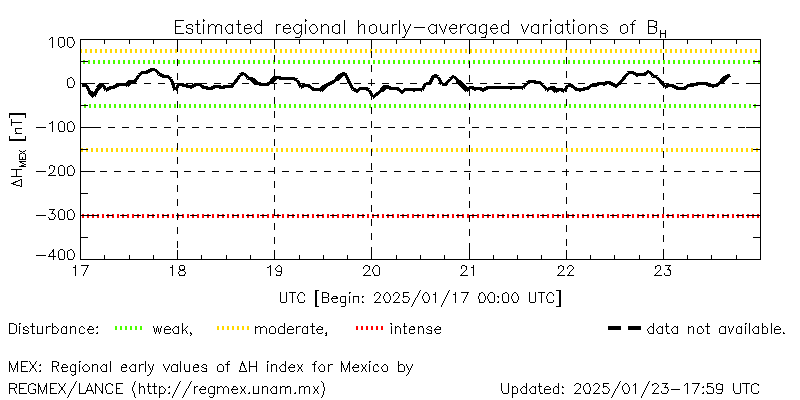 Estimated regional hourly-averaged variations of B_H
100
0
-100
-200
-300
-400
ΔH_MEX [nT]
17 18 19 20 21 22 23
UTC [Begin: 2025/01/17 00:00 UTC]
Disturbance: weak, moderate, intense data not available.
MEX: Regional early values of ΔH index for Mexico by
REGMEX/LANCE (http://regmex.unam.mx) Updated: 2025/01/23-17:59 UTC